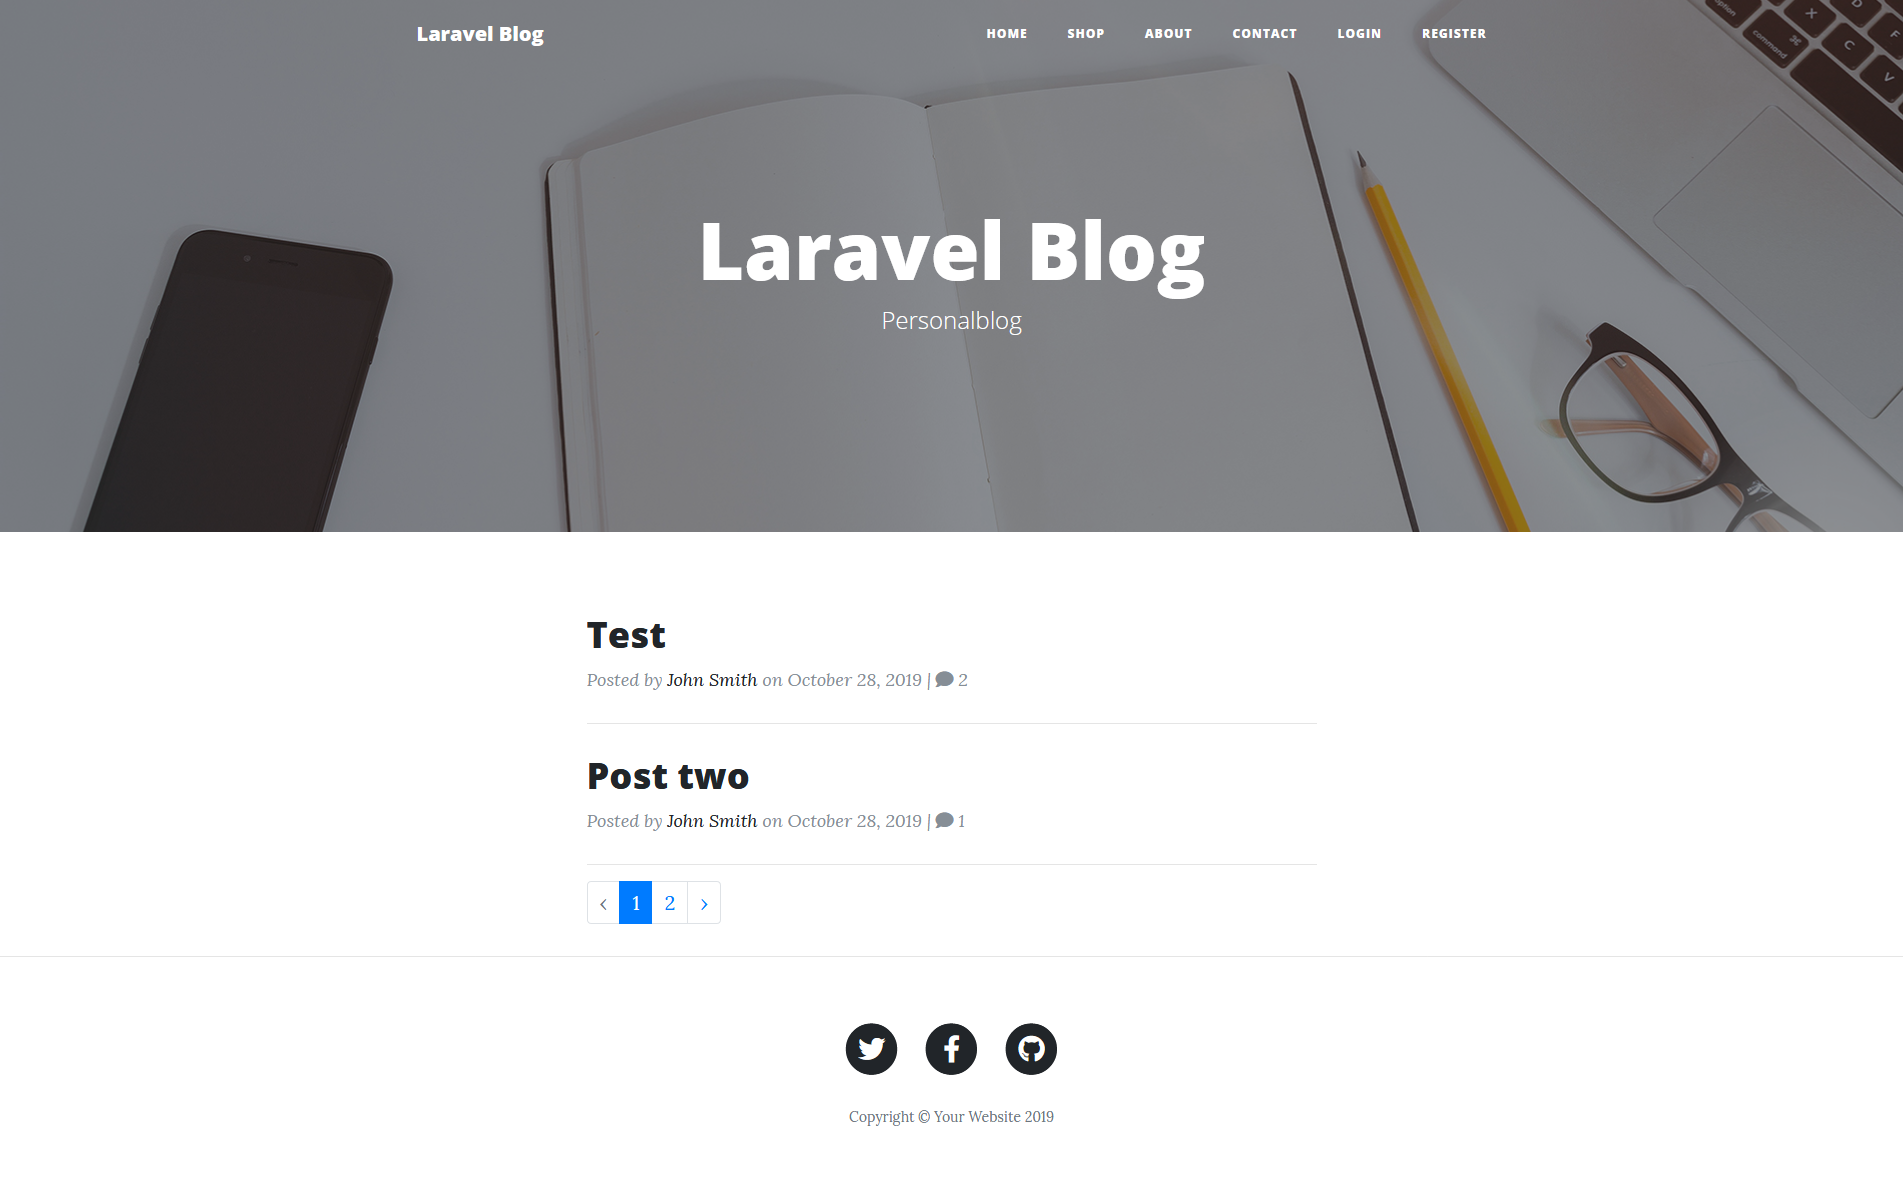 Laravel Blog
HOME SHOP ABOUT CONTACT LOGIN REGISTER
option X D F
command ⌘ C V
Laravel Blog
Personalblog
Test
Posted by John Smith on October 28, 2019 | 2
Post two
Posted by John Smith on October 28, 2019 | 1
‹ 1 2 ›
Copyright © Your Website 2019